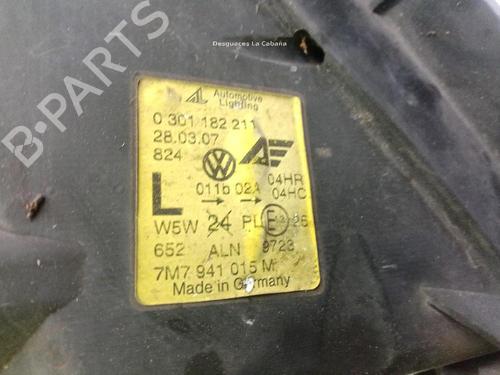 Desguaces La Cabaña
B-PARTS
Automotive
Lighting
0 301 182 211
28.03.07
824
L 011b 02A 04HR
04HC
W5W 24 PL E
652 ALN 9723
7M7 941 015 M
Made in Germany